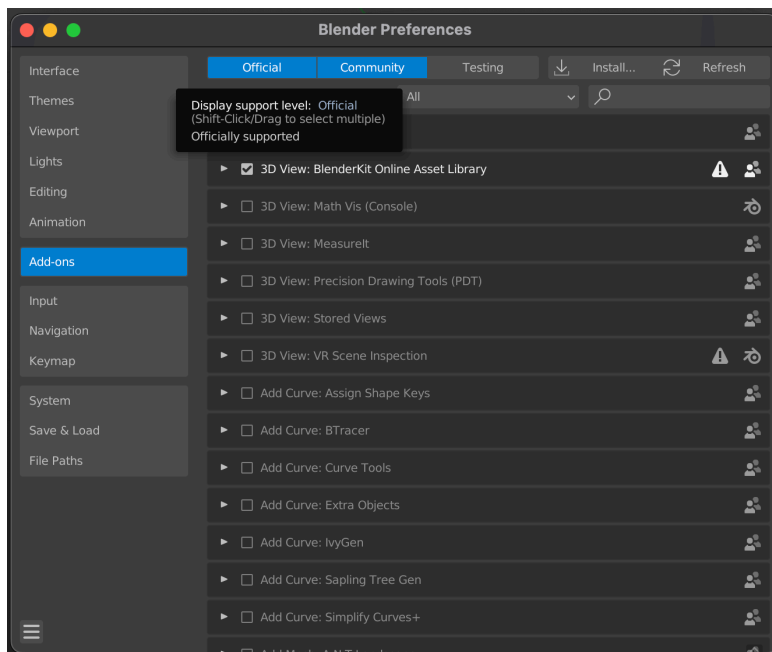 Blender Preferences
Interface
Themes
Viewport
Lights
Editing
Animation
Add-ons
Input
Navigation
Keymap
System
Save & Load
File Paths
Official Community Testing Install... Refresh
All
Display support level: Official
(Shift-Click/Drag to select multiple)
Officially supported
3D View: BlenderKit Online Asset Library
3D View: Math Vis (Console)
3D View: MeasureIt
3D View: Precision Drawing Tools (PDT)
3D View: Stored Views
3D View: VR Scene Inspection
Add Curve: Assign Shape Keys
Add Curve: BTracer
Add Curve: Curve Tools
Add Curve: Extra Objects
Add Curve: IvyGen
Add Curve: Sapling Tree Gen
Add Curve: Simplify Curves+